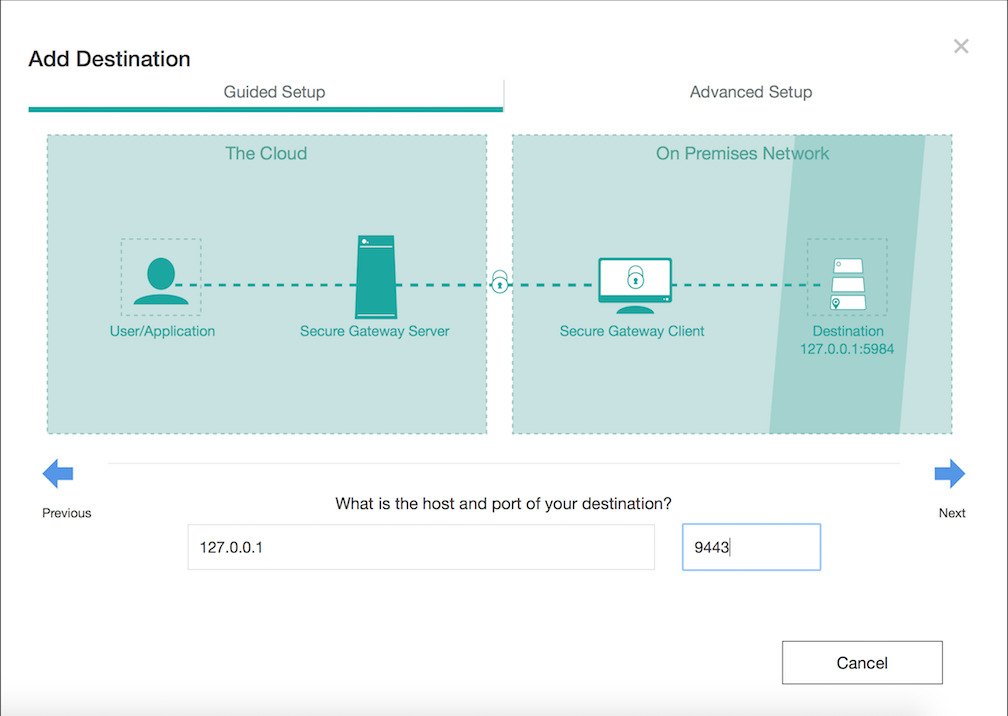 Add Destination
Guided Setup
Advanced Setup
The Cloud
On Premises Network
User/Application
Secure Gateway Server
Secure Gateway Client
Destination
127.0.0.1:5984
Previous
Next
What is the host and port of your destination?
127.0.0.1
9443
Cancel